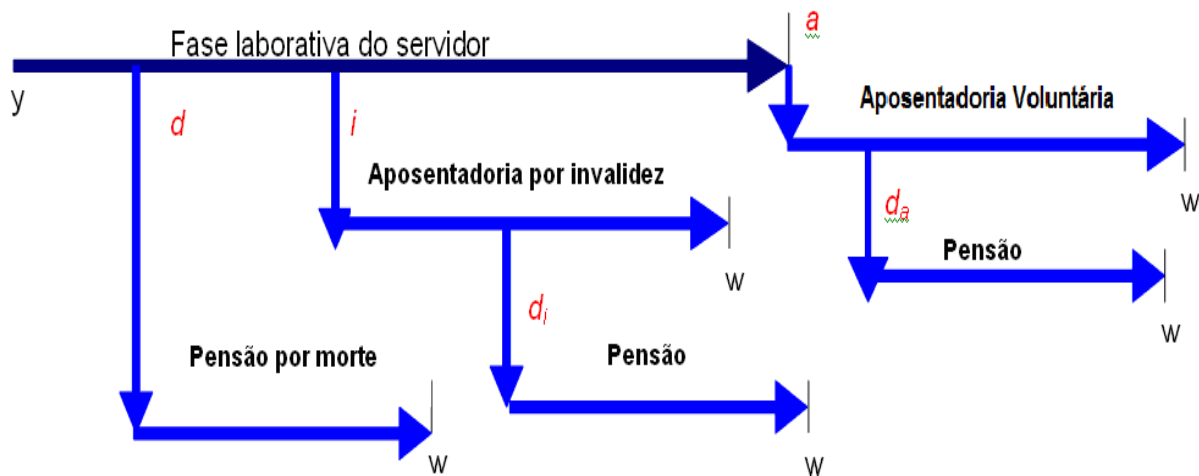 a
Fase laborativa do servidor
y
d
i
Aposentadoria Voluntária
Aposentadoria por invalidez
w
da
Pensão
w
w
di
Pensão por morte
Pensão
w
w